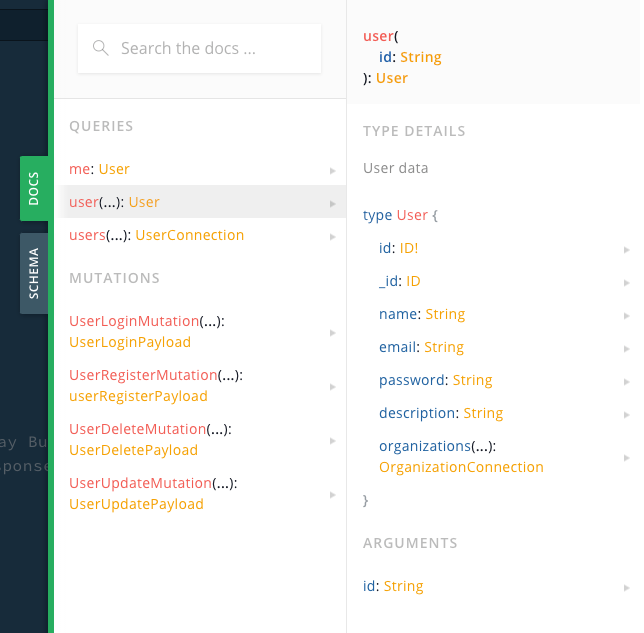 DOCS
SCHEMA
ay Bu
sponse
Search the docs ...
QUERIES
me: User
user(...): User
users(...): UserConnection
MUTATIONS
UserLoginMutation(...):
UserLoginPayload
UserRegisterMutation(...):
userRegisterPayload
UserDeleteMutation(...):
UserDeletePayload
UserUpdateMutation(...):
UserUpdatePayload
user(
id: String
): User
TYPE DETAILS
User data
type User {
id: ID!
_id: ID
name: String
email: String
password: String
description: String
organizations(...):
OrganizationConnection
}
ARGUMENTS
id: String